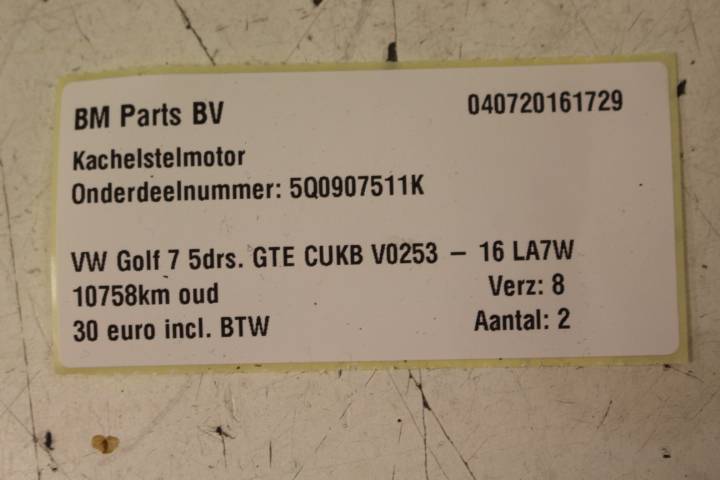 BM Parts BV 040720161729
Kachelstelmotor
Onderdeelnummer: 5Q0907511K
VW Golf 7 5drs. GTE CUKB V0253 – 16 LA7W
10758km oud Verz: 8
30 euro incl. BTW Aantal: 2